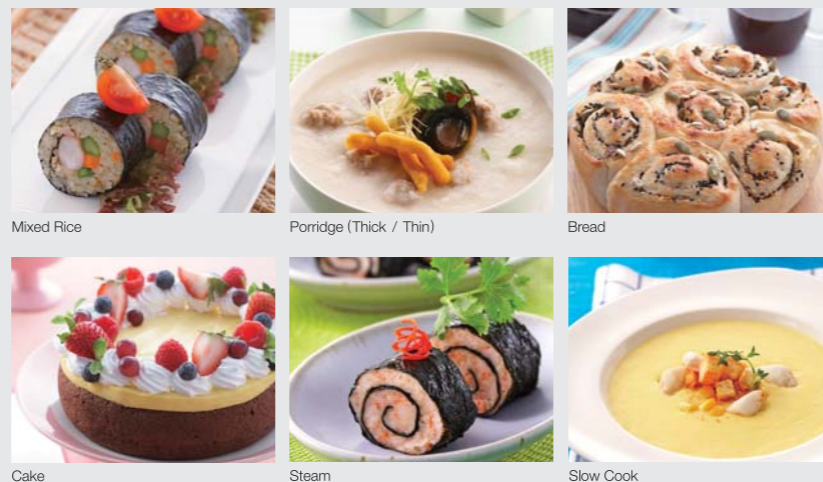 Mixed Rice
Porridge (Thick / Thin)
Bread
Cake
Steam
Slow Cook